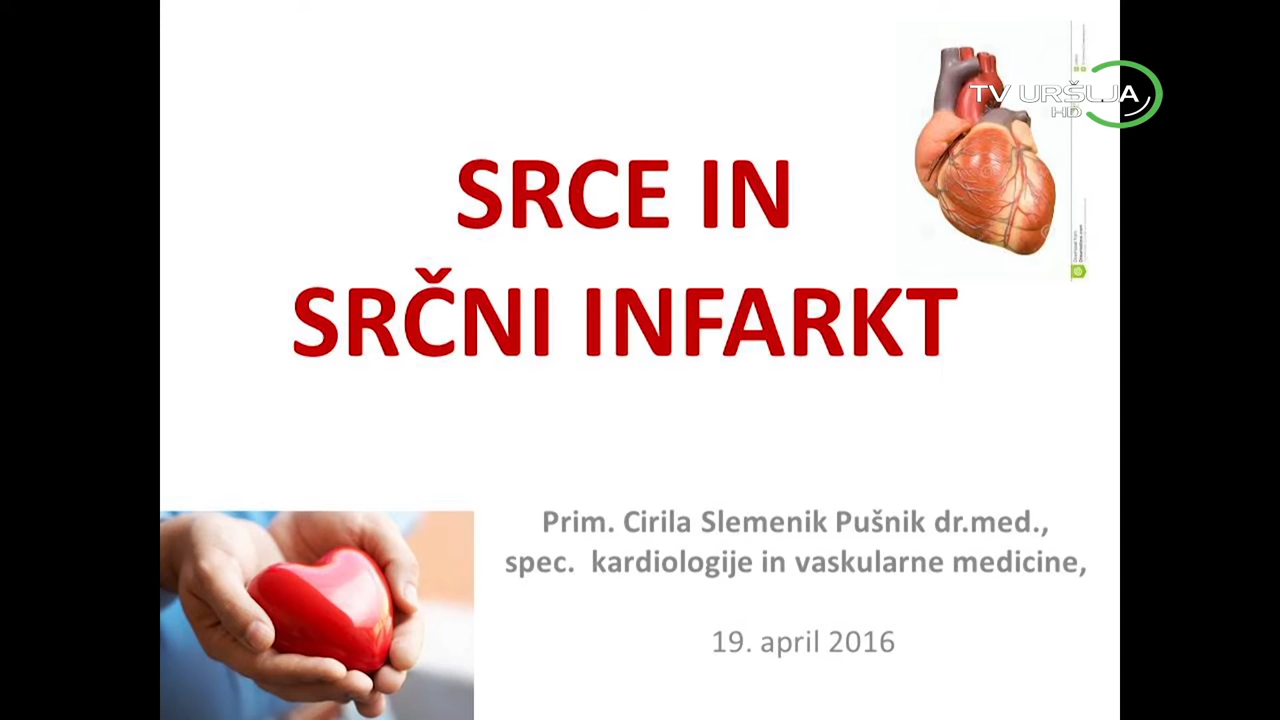 TV URŠLJA
HD
SRCE IN
SRČNI INFARKT
Prim. Cirila Slemenik Pušnik dr.med.,
spec. kardiologije in vaskularne medicine,
19. april 2016